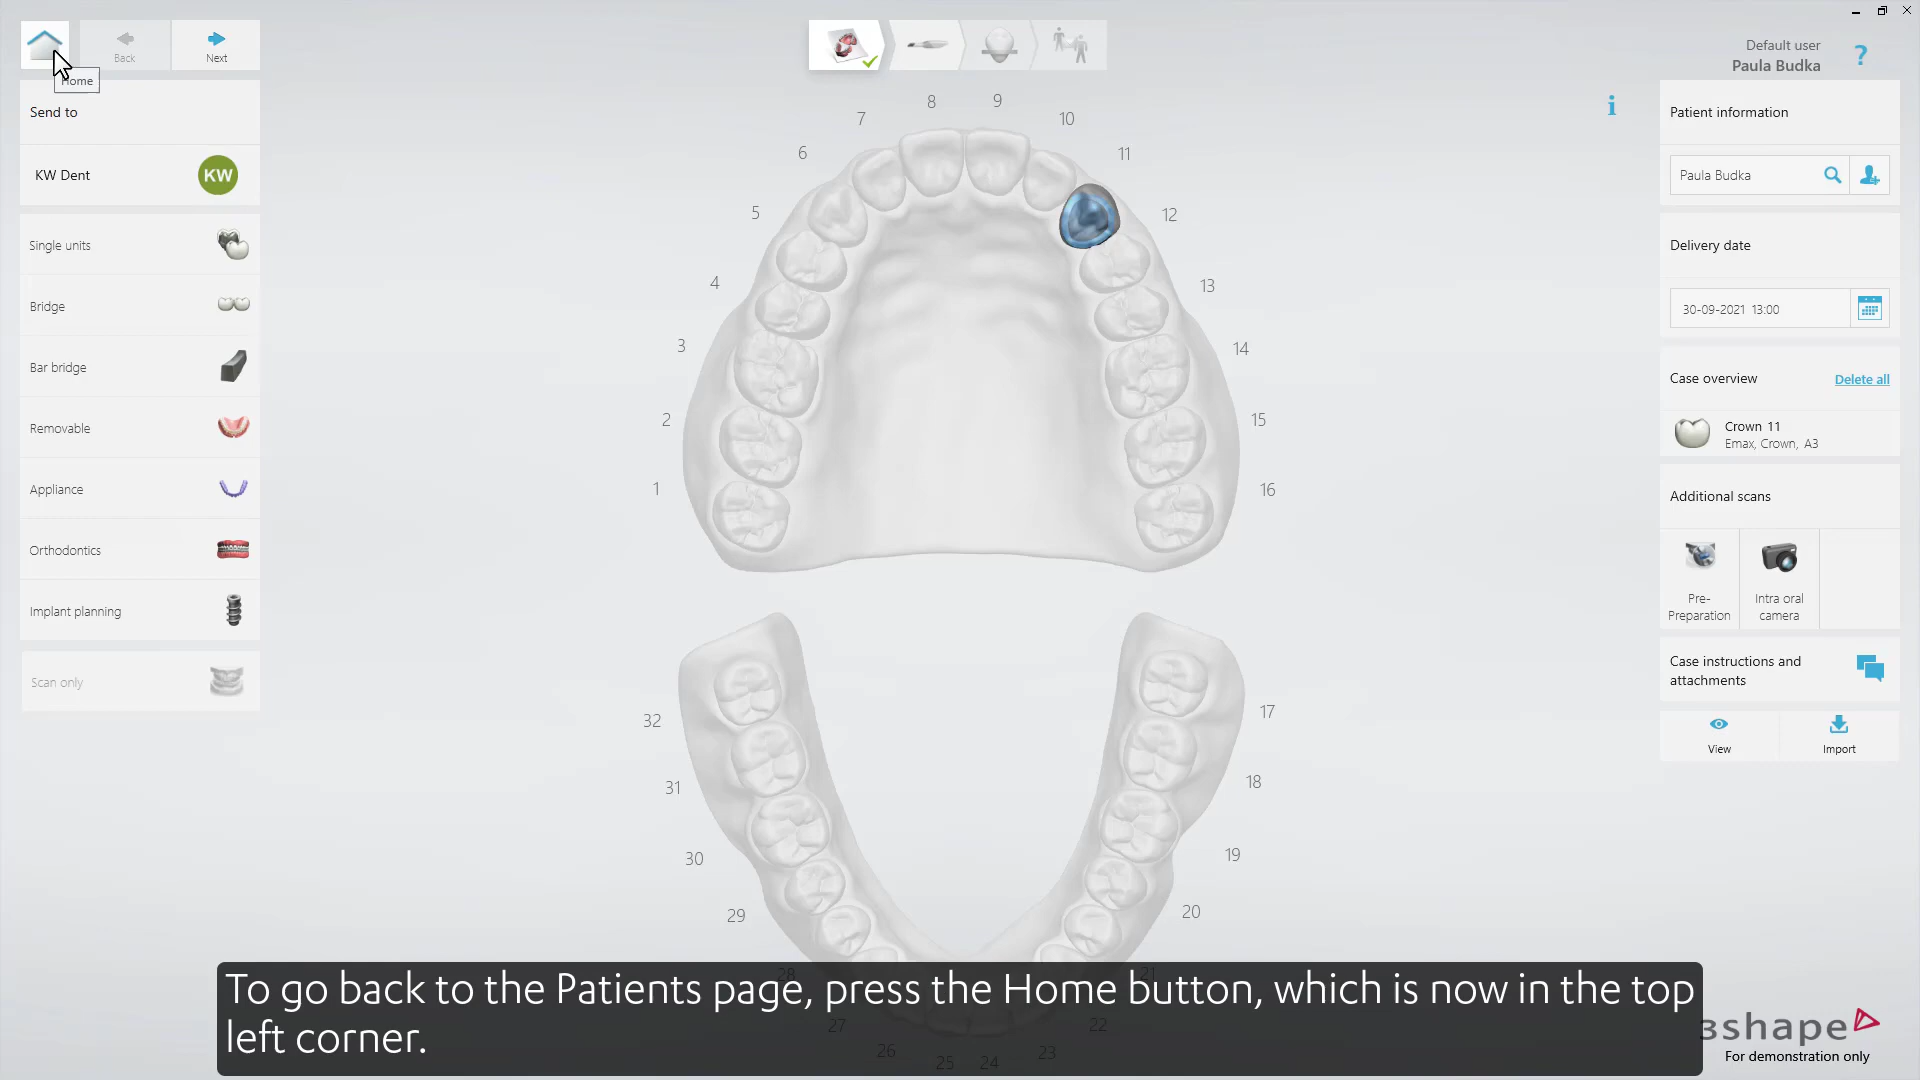 Back
Next
Home
Default user
Paula Budka
?
i
Send to
KW Dent
KW
Single units
Bridge
Bar bridge
Removable
Appliance
Orthodontics
Implant planning
Scan only
1
2
3
4
5
6
7
8
9
10
11
12
13
14
15
16
17
18
19
20
21
22
23
24
25
26
27
28
29
30
31
32
Patient information
Paula Budka
Delivery date
30-09-2021 13:00
Case overview
Delete all
Crown 11
Emax, Crown, A3
Additional scans
Pre-
Preparation
Intra oral
camera
Case instructions and
attachments
View
Import
To go back to the Patients page, press the Home button, which is now in the top
left corner.
3shape
For demonstration only